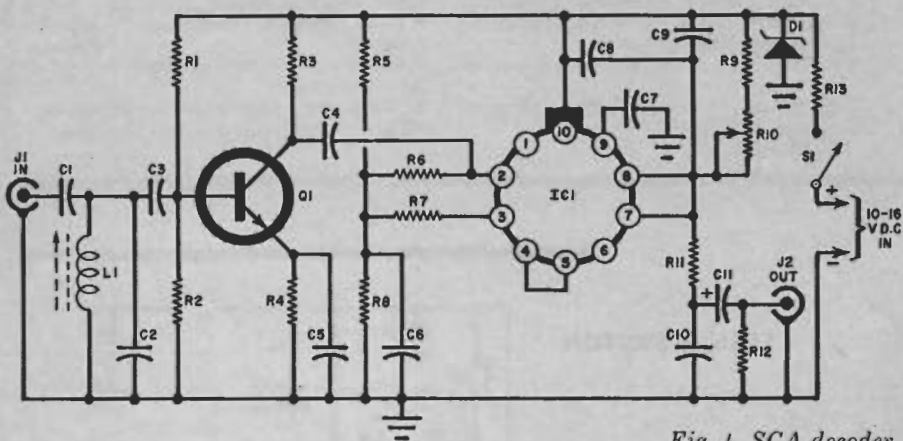 J1
IN
C1
L1
C2
C3
R1
R2
Q1
R3
R4
C4
C5
R5
R6
R7
R8
C6
IC1
1
2
3
4
5
6
7
8
9
10
C7
C8
C9
R9
R10
R11
C10
C11
+
R12
J2
OUT
D1
R13
S1
+
10-16
V D.C.
IN
-
Fig. 1. SCA decoder